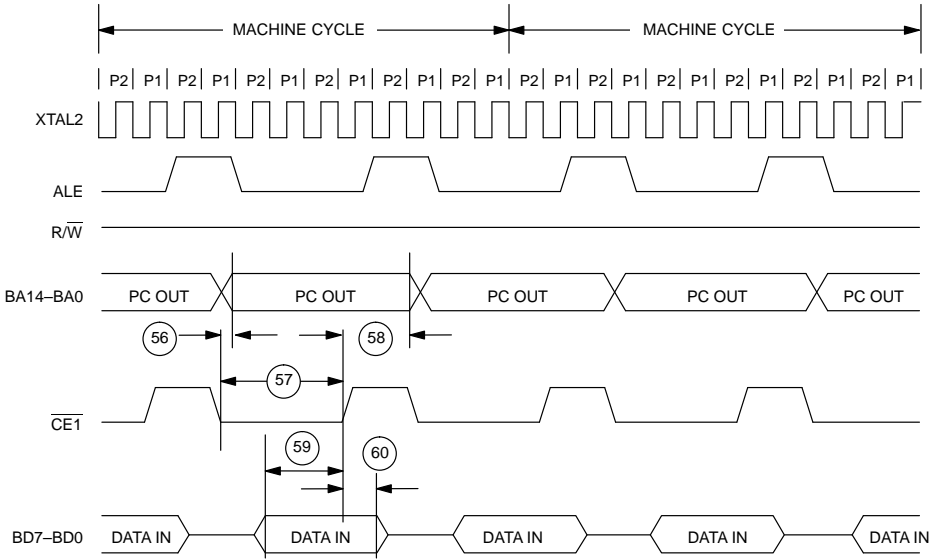 MACHINE CYCLE MACHINE CYCLE
P2 P1 P2 P1 P2 P1 P2 P1 P2 P1 P2 P1 P2 P1 P2 P1 P2 P1 P2 P1 P2 P1 P2 P1
XTAL2
ALE
R/W̅
BA14–BA0 PC OUT PC OUT PC OUT PC OUT PC OUT
56 58
57
C̅E̅1̅
59 60
BD7–BD0 DATA IN DATA IN DATA IN DATA IN DATA IN